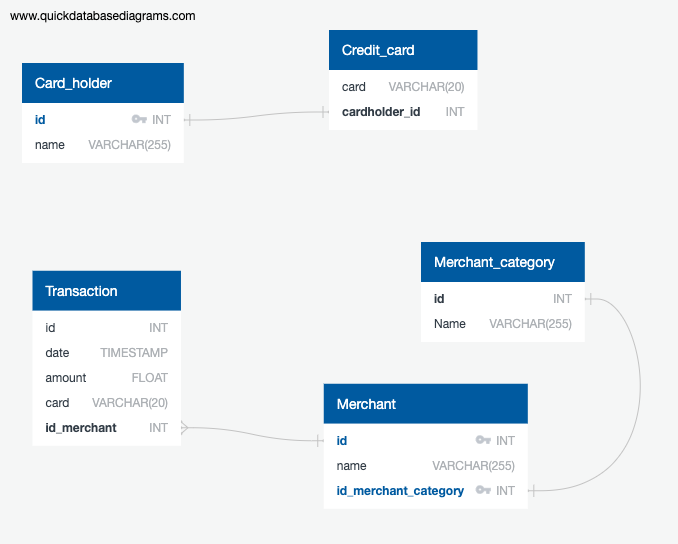 www.quickdatabasediagrams.com
Card_holder
id INT
name VARCHAR(255)
Credit_card
card VARCHAR(20)
cardholder_id INT
Transaction
id INT
date TIMESTAMP
amount FLOAT
card VARCHAR(20)
id_merchant INT
Merchant_category
id INT
Name VARCHAR(255)
Merchant
id INT
name VARCHAR(255)
id_merchant_category INT